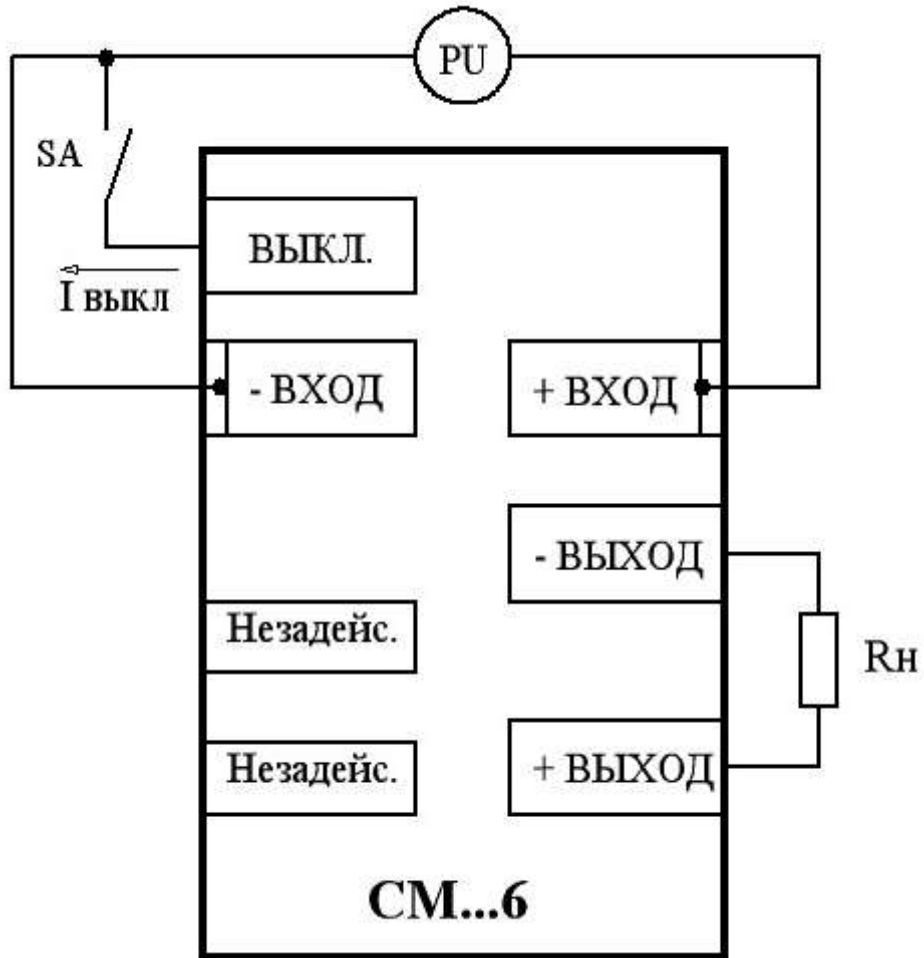 PU
SA
ВЫКЛ.
I выкл
- ВХОД
+ ВХОД
- ВЫХОД
Незадейс.
Rн
Незадейс.
+ ВЫХОД
СМ...6